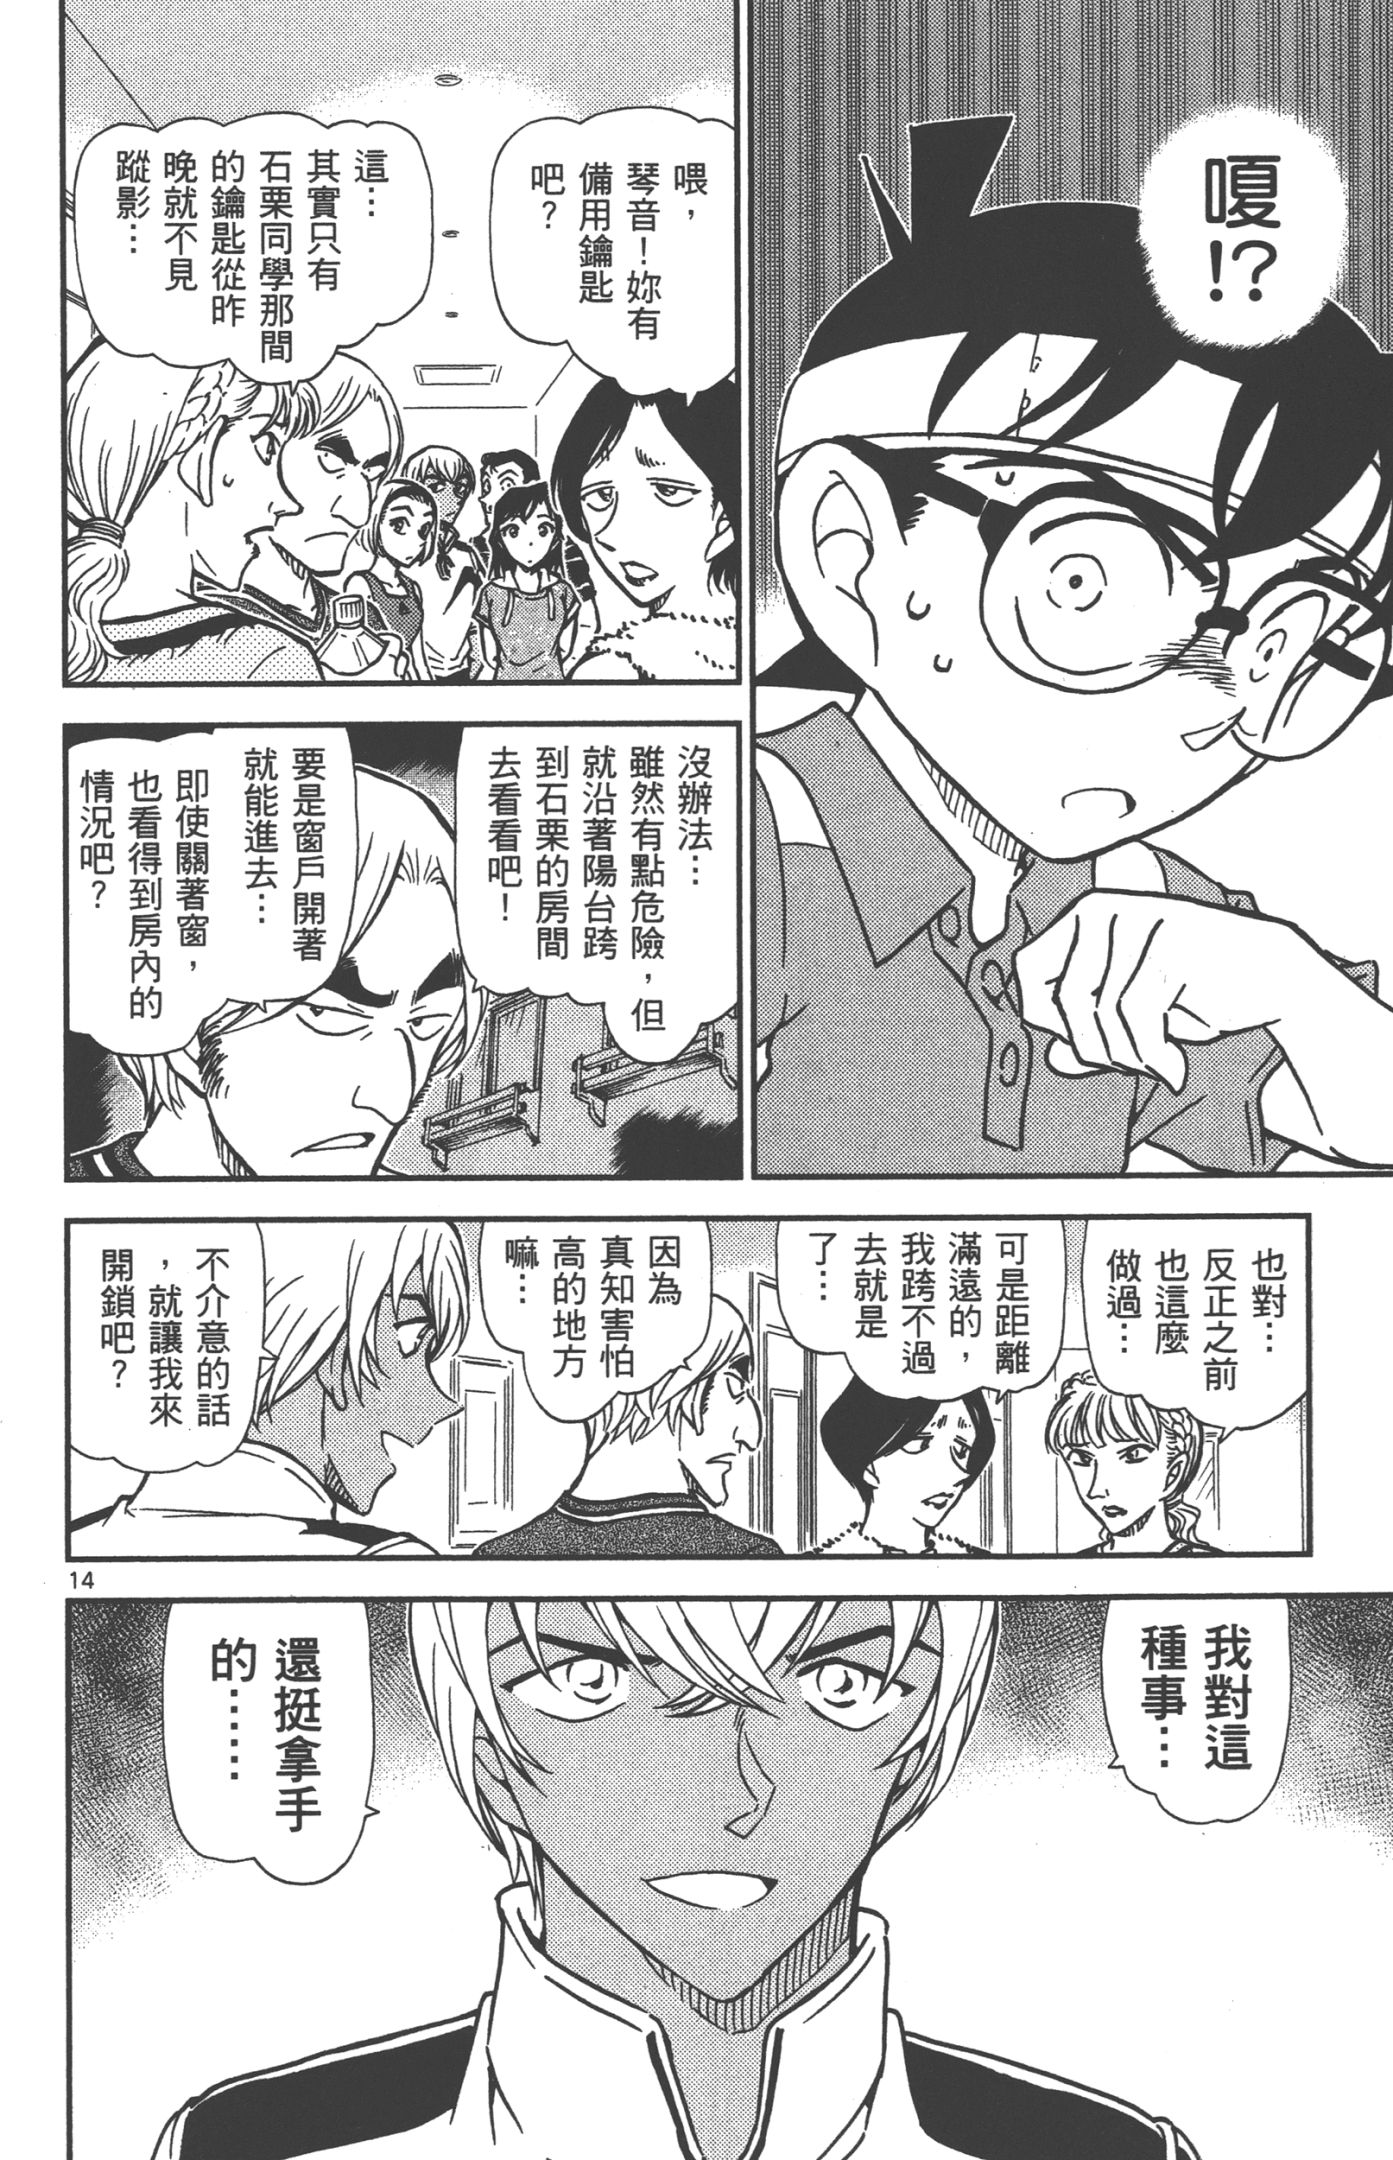 嗄!?
喂，
琴音！妳有
備用鑰匙
吧？
這…
其實只有
石栗同學那間
的鑰匙從昨
晚就不見
蹤影…
沒辦法…
雖然有點危險，但
就沿著陽台跨
到石栗的房間
去看看吧！
要是窗戶開著
就能進去…
即使關著窗，
也看得到房內的
情況吧？
也對…
反正之前
也這麼
做過…
可是距離
滿遠的，
我跨不過
去就是
了…
因為
真知害怕
高的地方
嘛…
不介意的話
，就讓我來
開鎖吧？
14
我對這
種事…
還挺拿手
的……